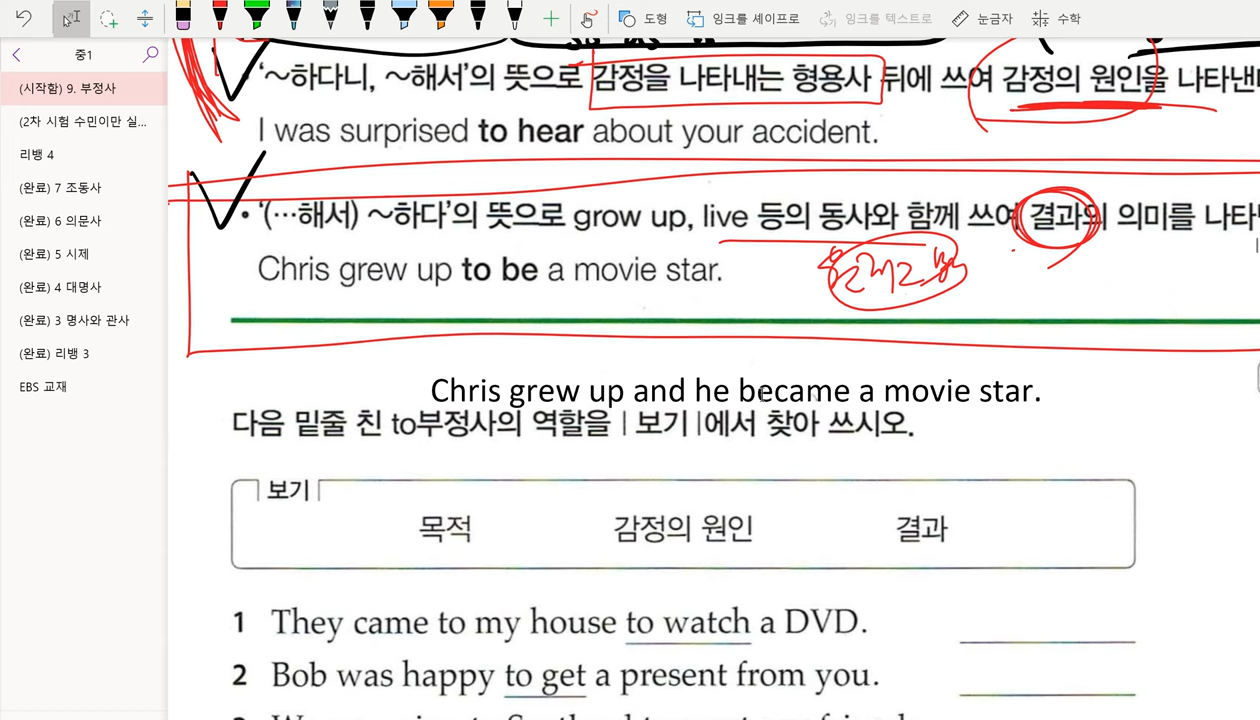 도형
잉크를 셰이프로
잉크를 텍스트로
눈금자
수학
중1
(시작함) 9. 부정사
(2차 시험 수민이만 실...
리뱅 4
(완료) 7 조동사
(완료) 6 의문사
(완료) 5 시제
(완료) 4 대명사
(완료) 3 명사와 관사
(완료) 리뱅 3
EBS 교재
'~하다니, ~해서'의 뜻으로 감정을 나타내는 형용사 뒤에 쓰여 감정의 원인을 나타낸
I was surprised to hear about your accident.
• '(…해서) ~하다'의 뜻으로 grow up, live 등의 동사와 함께 쓰여 결과의 의미를 나타
Chris grew up to be a movie star.
Chris grew up and he became a movie star.
다음 밑줄 친 to부정사의 역할을 | 보기 |에서 찾아 쓰시오.
보기
목적 감정의 원인 결과
1 They came to my house to watch a DVD.
2 Bob was happy to get a present from you.